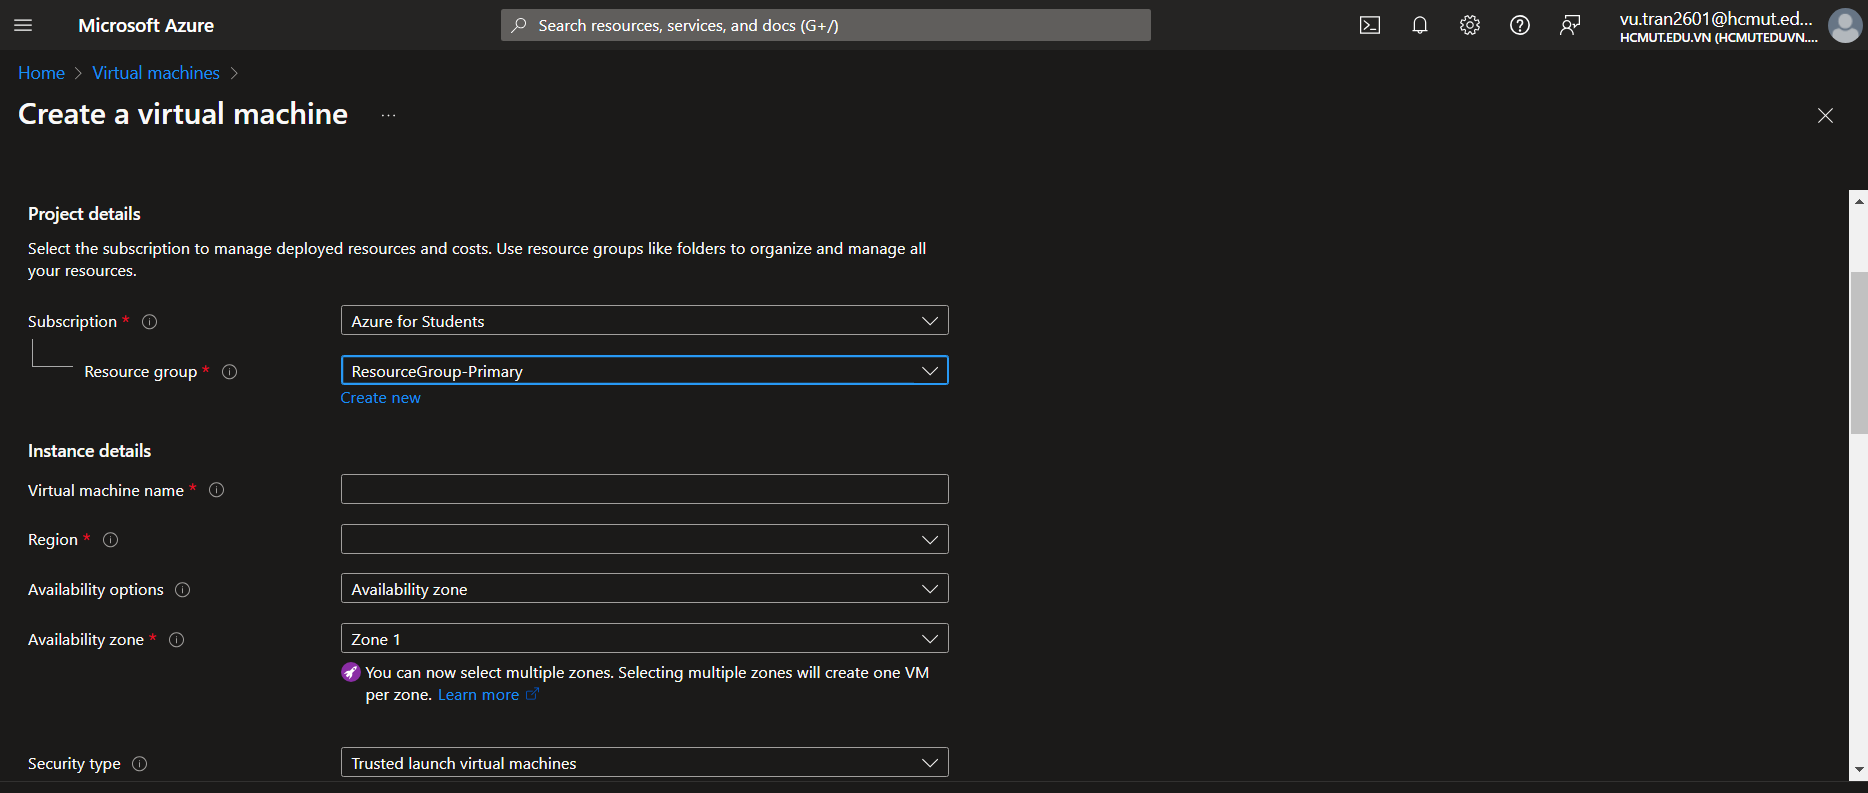 Microsoft Azure
Search resources, services, and docs (G+/)
vu.tran2601@hcmut.ed...
HCMUT.EDU.VN (HCMUTEDUVN....
Home > Virtual machines >
Create a virtual machine ...
Project details
Select the subscription to manage deployed resources and costs. Use resource groups like folders to organize and manage all
your resources.
Subscription *
Azure for Students
Resource group *
ResourceGroup-Primary
Create new
Instance details
Virtual machine name *
Region *
Availability options
Availability zone
Availability zone *
Zone 1
You can now select multiple zones. Selecting multiple zones will create one VM
per zone. Learn more
Security type
Trusted launch virtual machines